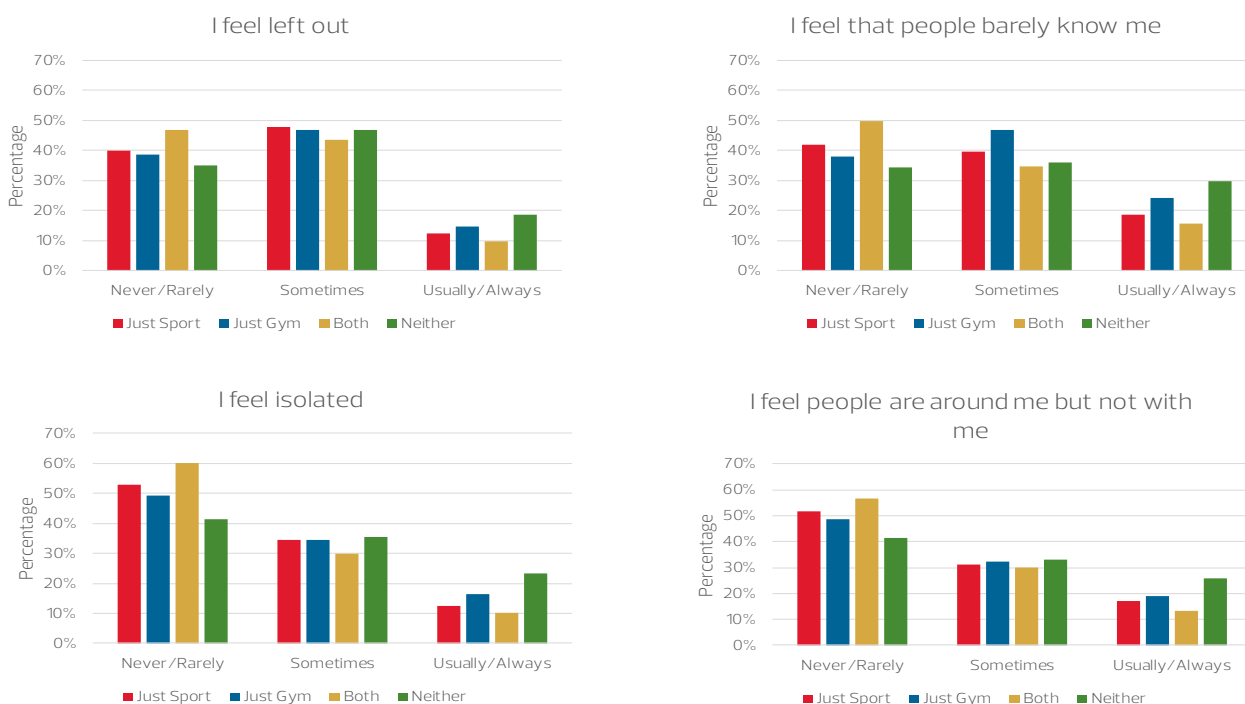 I feel left out
70%
60%
50%
40%
30%
20%
10%
0%
Percentage
Never/Rarely Sometimes Usually/Always
Just Sport Just Gym Both Neither
I feel that people barely know me
70%
60%
50%
40%
30%
20%
10%
0%
Percentage
Never/Rarely Sometimes Usually/Always
Just Sport Just Gym Both Neither
I feel isolated
70%
60%
50%
40%
30%
20%
10%
0%
Percentage
Never/Rarely Sometimes Usually/Always
Just Sport Just Gym Both Neither
I feel people are around me but not with
me
70%
60%
50%
40%
30%
20%
10%
0%
Percentage
Never/Rarely Sometimes Usually/Always
Just Sport Just Gym Both Neither